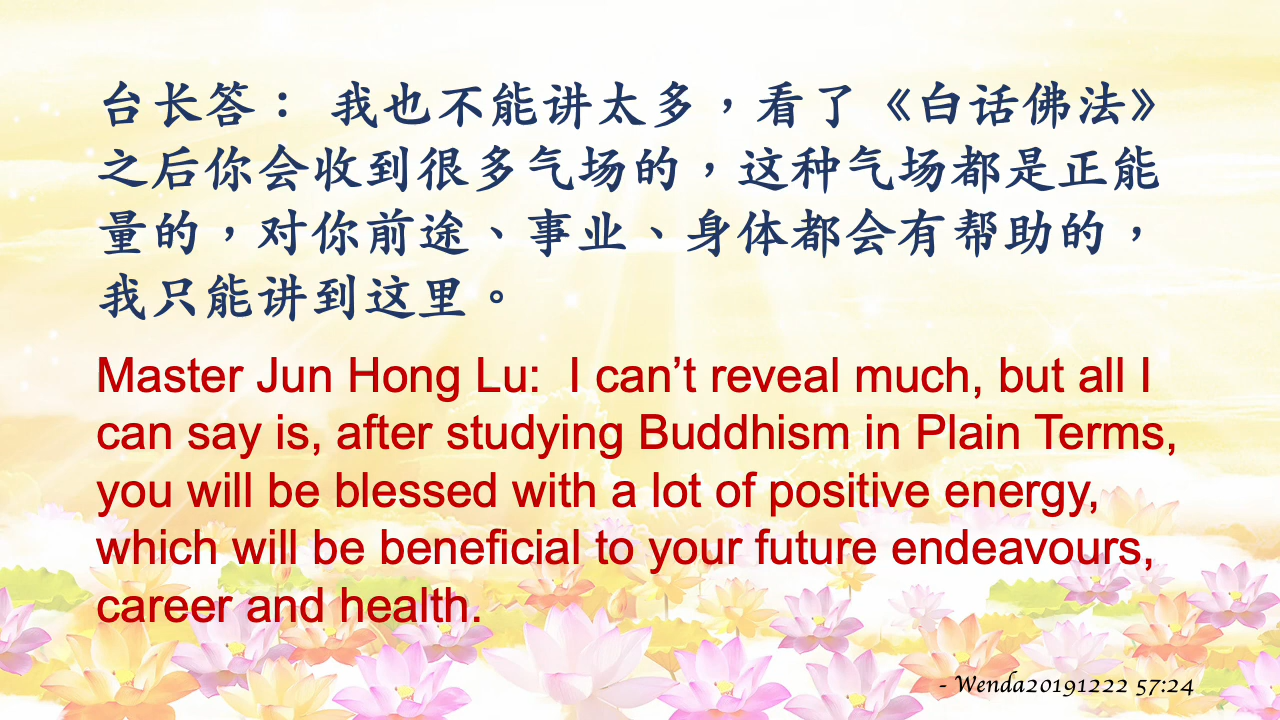 台长答： 我也不能讲太多，看了《白话佛法》
之后你会收到很多气场的，这种气场都是正能
量的，对你前途、事业、身体都会有帮助的，
我只能讲到这里。
Master Jun Hong Lu:  I can’t reveal much, but all I
can say is, after studying Buddhism in Plain Terms,
you will be blessed with a lot of positive energy,
which will be beneficial to your future endeavours,
career and health.
- Wenda20191222 57:24